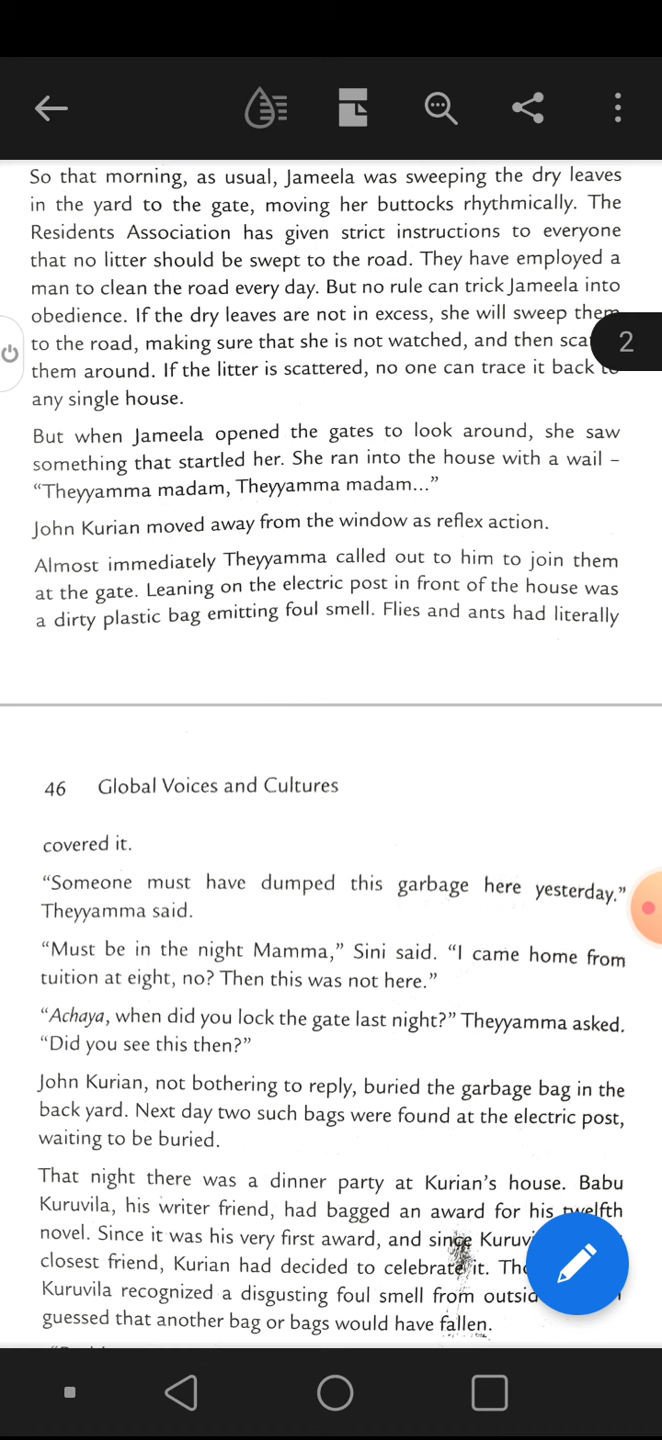 So that morning, as usual, Jameela was sweeping the dry leaves
in the yard to the gate, moving her buttocks rhythmically. The
Residents Association has given strict instructions to everyone
that no litter should be swept to the road. They have employed a
man to clean the road every day. But no rule can trick Jameela into
obedience. If the dry leaves are not in excess, she will sweep them
to the road, making sure that she is not watched, and then
2
them around. If the litter is scattered, no one can trace it back to
any single house.
But when Jameela opened the gates to look around, she saw
something that startled her. She ran into the house with a wail –
“Theyyamma madam, Theyyamma madam...”
John Kurian moved away from the window as reflex action.
Almost immediately Theyyamma called out to him to join them
at the gate. Leaning on the electric post in front of the house was
a dirty plastic bag emitting foul smell. Flies and ants had literally
46 Global Voices and Cultures
covered it.
“Someone must have dumped this garbage here yesterday.”
Theyyamma said.
“Must be in the night Mamma,” Sini said. “I came home from
tuition at eight, no? Then this was not here.”
“Achaya, when did you lock the gate last night?” Theyyamma asked.
“Did you see this then?”
John Kurian, not bothering to reply, buried the garbage bag in the
back yard. Next day two such bags were found at the electric post,
waiting to be buried.
That night there was a dinner party at Kurian’s house. Babu
Kuruvila, his writer friend, had bagged an award for his twelfth
novel. Since it was his very first award, and since
closest friend, Kurian had decided to celebrate it.
Kuruvila recognized a disgusting foul smell from
guessed that another bag or bags would have fallen.